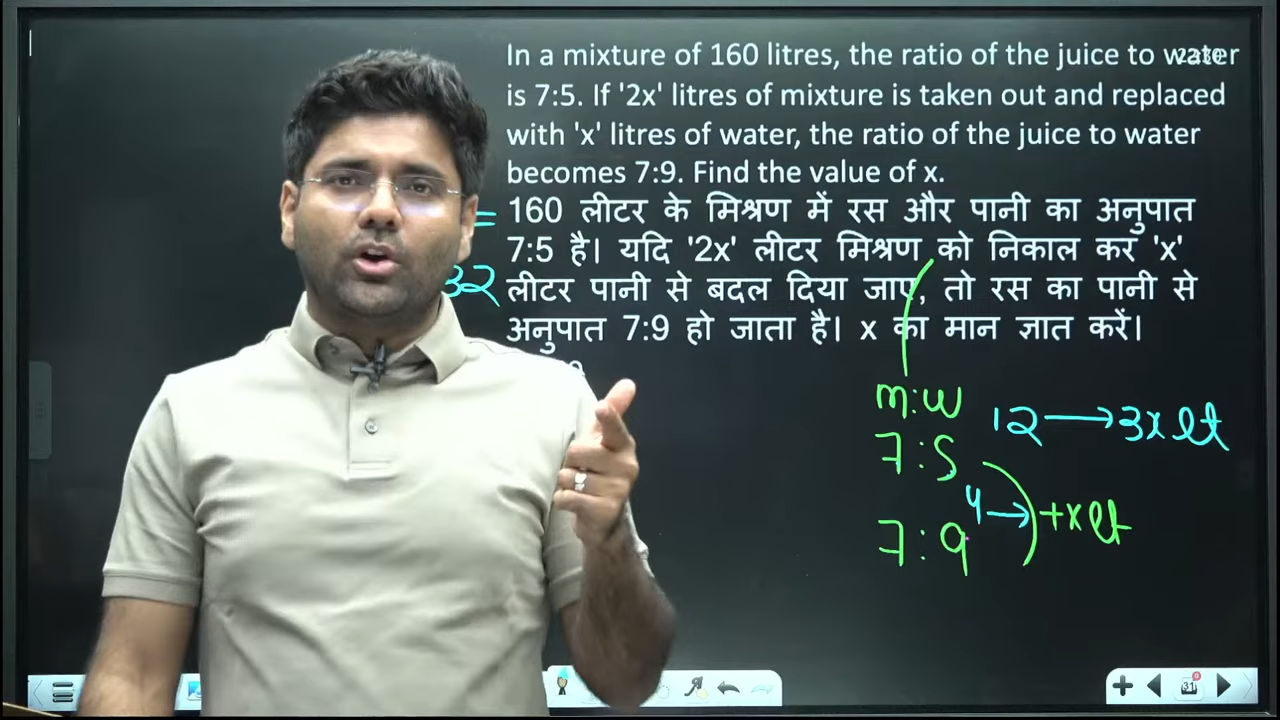 In a mixture of 160 litres, the ratio of the juice to water
is 7:5. If '2x' litres of mixture is taken out and replaced
with 'x' litres of water, the ratio of the juice to water
becomes 7:9. Find the value of x.
= 160 लीटर के मिश्रण में रस और पानी का अनुपात
7:5 है। यदि '2x' लीटर मिश्रण को निकाल कर 'x'
32 लीटर पानी से बदल दिया जाए, तो रस का पानी से
अनुपात 7:9 हो जाता है। x का मान ज्ञात करें।
m:w
12 → 3x lt
7:5
4 → +x lt
7:9
31